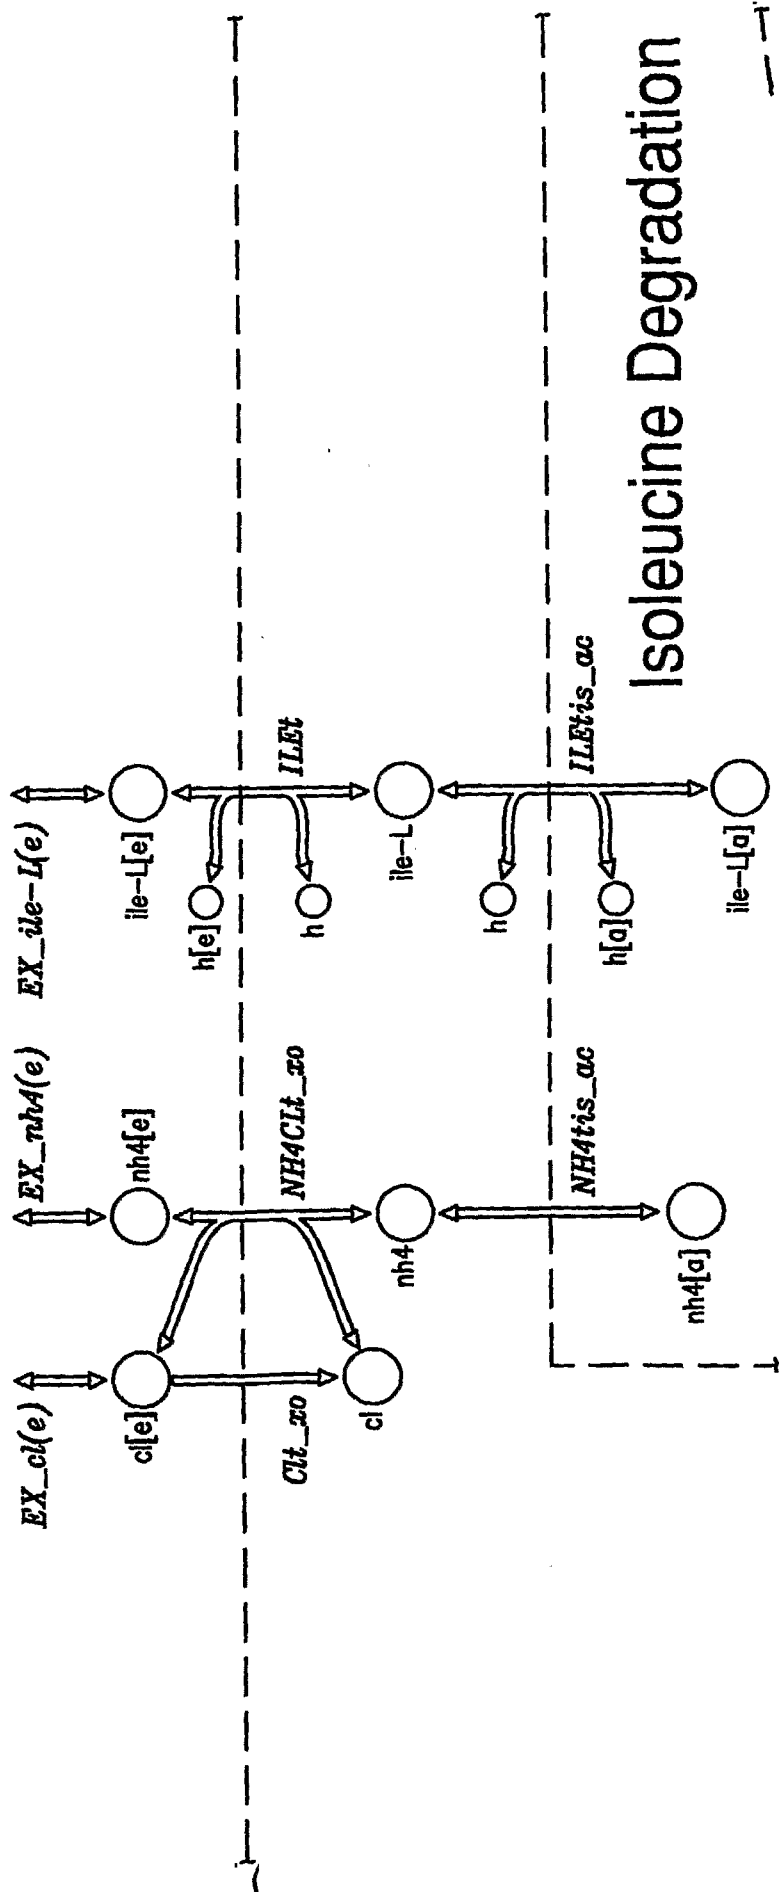 EX_cl(e)
EX_nh4(e)
EX_ile-L(e)
cl[e]
nh4[e]
ile-L[e]
h[e]
Clt_xo
NH4CLt_xo
ILEt
h
cl
nh4
ile-L
h
NH4tis_ac
ILEtis_ac
h[a]
nh4[a]
ile-L[a]
Isoleucine Degradation